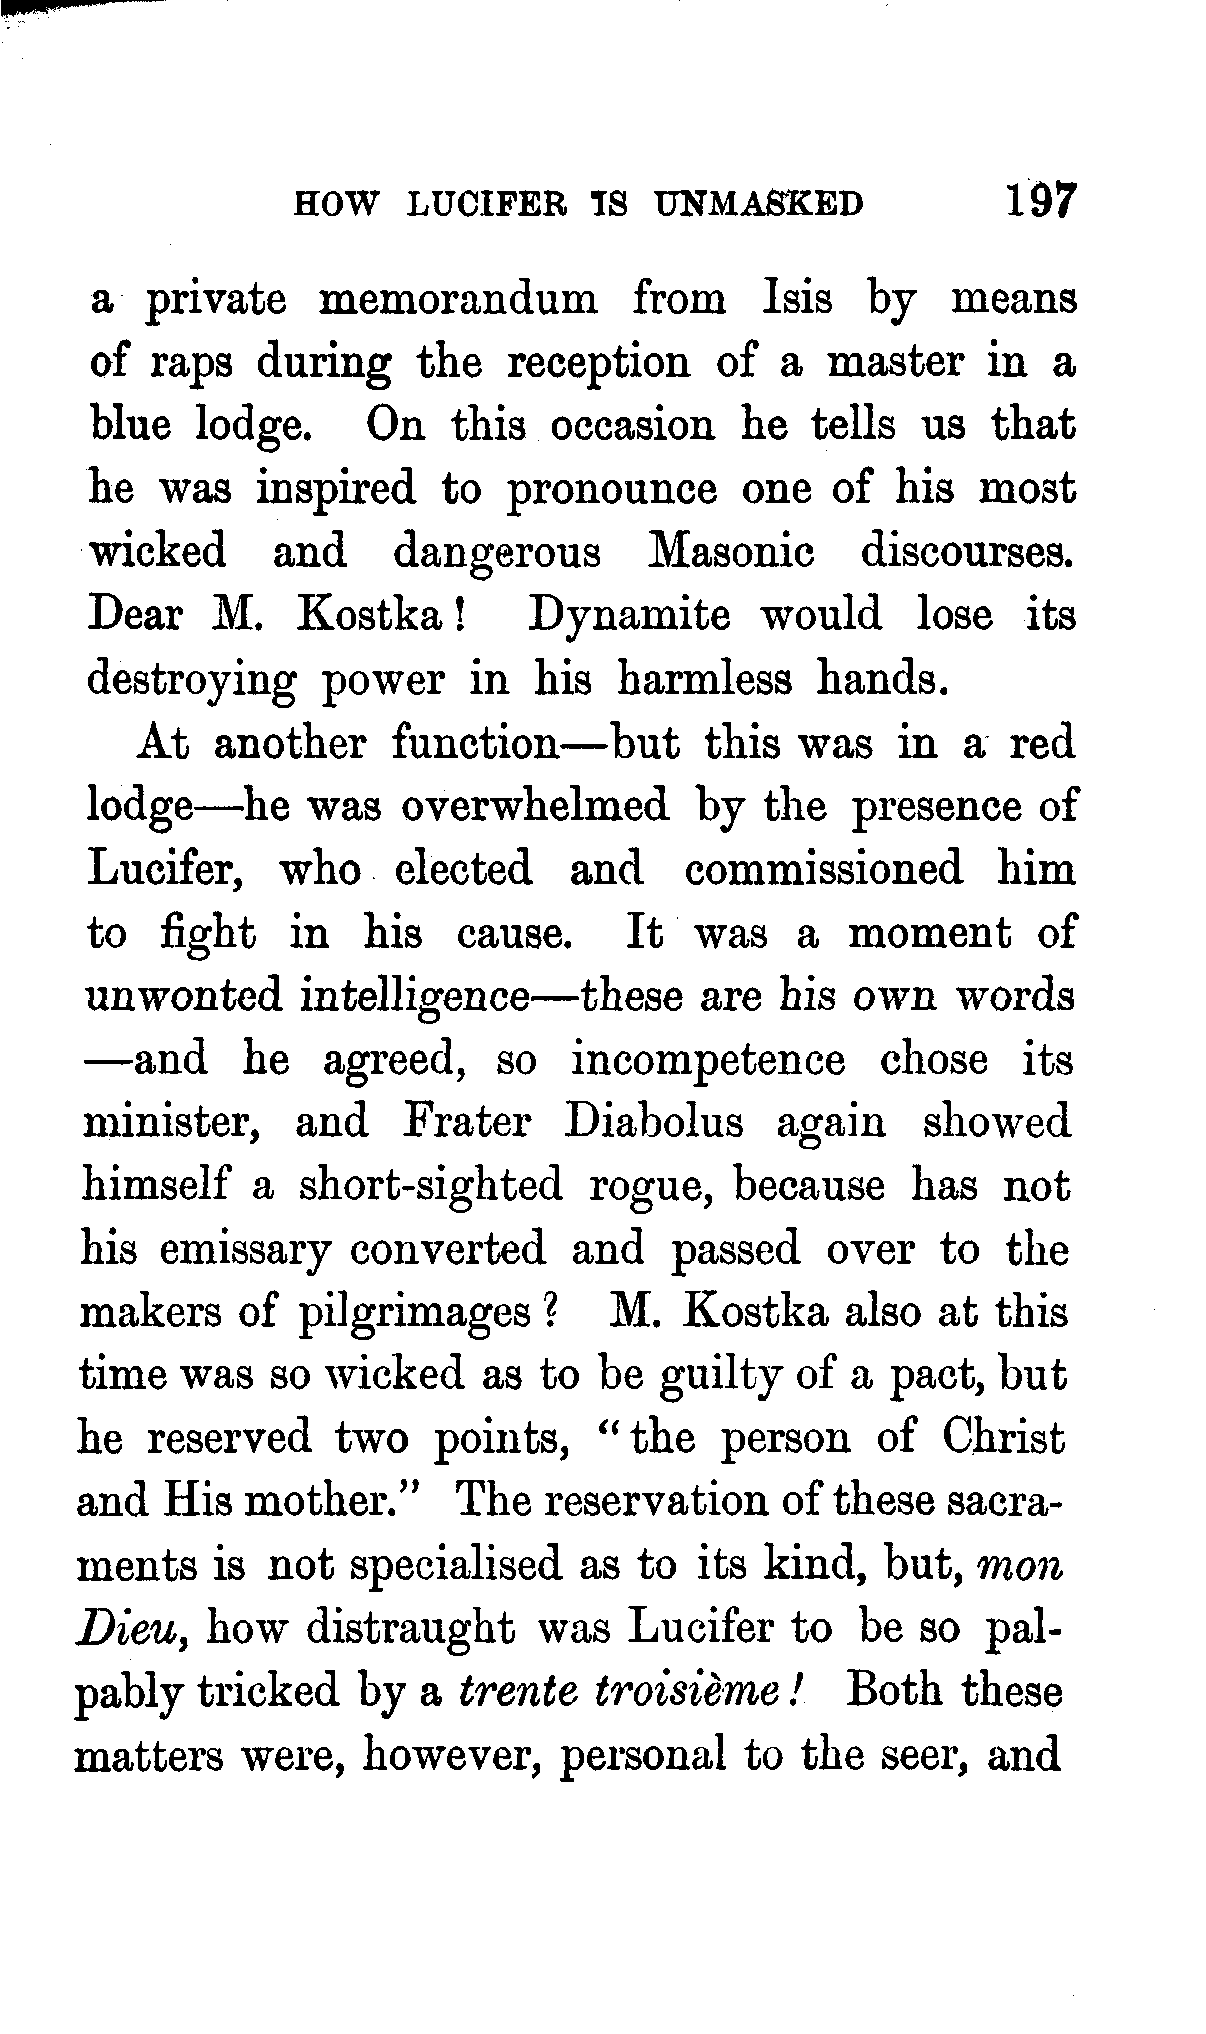 HOW LUCIFER IS UNMASKED 197
a private memorandum from Isis by means
of raps during the reception of a master in a
blue lodge. On this occasion he tells us that
he was inspired to pronounce one of his most
wicked and dangerous Masonic discourses.
Dear M. Kostka! Dynamite would lose its
destroying power in his harmless hands.
At another function—but this was in a red
lodge—he was overwhelmed by the presence of
Lucifer, who elected and commissioned him
to fight in his cause. It was a moment of
unwonted intelligence—these are his own words
—and he agreed, so incompetence chose its
minister, and Frater Diabolus again showed
himself a short-sighted rogue, because has not
his emissary converted and passed over to the
makers of pilgrimages? M. Kostka also at this
time was so wicked as to be guilty of a pact, but
he reserved two points, "the person of Christ
and His mother." The reservation of these sacra-
ments is not specialised as to its kind, but, mon
Dieu, how distraught was Lucifer to be so pal-
pably tricked by a trente troisième! Both these
matters were, however, personal to the seer, and